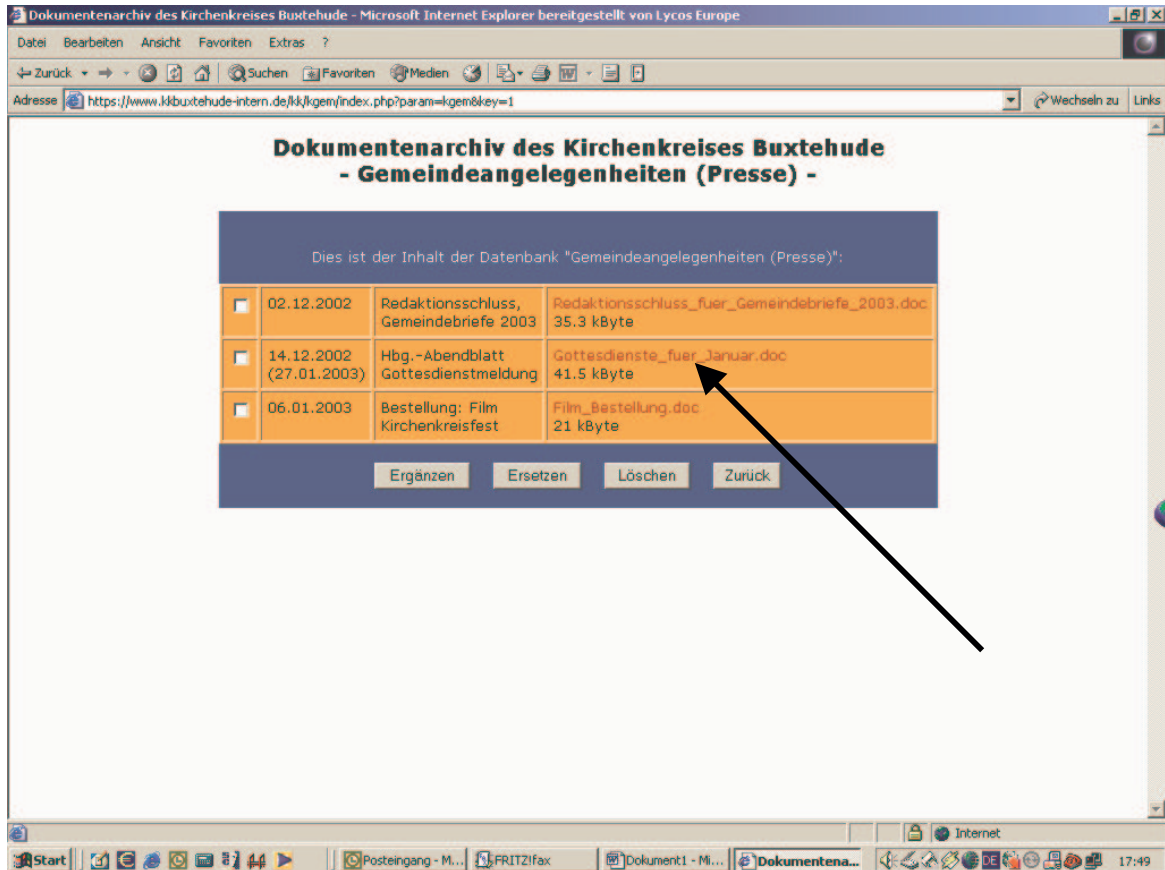 Dokumentenarchiv des Kirchenkreises Buxtehude - Microsoft Internet Explorer bereitgestellt von Lycos Europe
Datei Bearbeiten Ansicht Favoriten Extras ?
Zurück Suchen Favoriten Medien
Adresse https://www.kkbuxtehude-intern.de/kk/kgem/index.php?param=kgem&key=1 Wechseln zu Links
Dokumentenarchiv des Kirchenkreises Buxtehude
- Gemeindeangelegenheiten (Presse) -
Dies ist der Inhalt der Datenbank "Gemeindeangelegenheiten (Presse)":
02.12.2002 Redaktionsschluss, Redaktionsschluss_fuer_Gemeindebriefe_2003.doc
Gemeindebriefe 2003 35.3 kByte
14.12.2002 Hbg.-Abendblatt Gottesdienste_fuer_Januar.doc
(27.01.2003) Gottesdienstmeldung 41.5 kByte
06.01.2003 Bestellung: Film Film_Bestellung.doc
Kirchenkreisfest 21 kByte
Ergänzen Ersetzen Löschen Zurück
Internet
Start Posteingang - M... FRITZ!fax Dokument1 - Mi... Dokumentena... DE 17:49